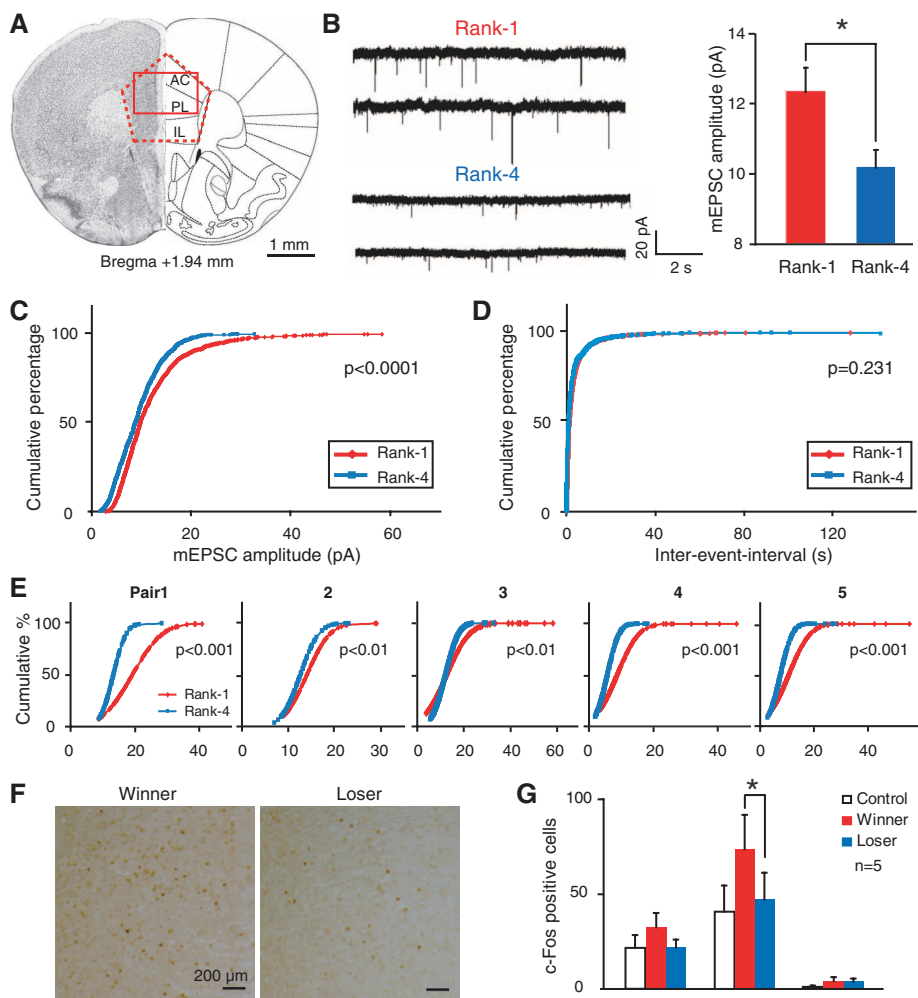 A
AC
PL
IL
1 mm
Bregma +1.94 mm
B
Rank-1
Rank-4
20 pA
2 s
mEPSC amplitude (pA)
14
12
10
8
*
Rank-1 Rank-4
C
Cumulative percentage
100
50
0
p<0.0001
Rank-1
Rank-4
0 20 40 60
mEPSC amplitude (pA)
D
Cumulative percentage
100
50
0
p=0.231
Rank-1
Rank-4
0 40 80 120
Inter-event-interval (s)
E
Cumulative %
100
50
0
Pair1
p<0.001
Rank-1
Rank-4
0 20 40
2
p<0.01
0 10 20 30
3
p<0.01
0 20 40 60
4
p<0.001
0 20 40
5
p<0.001
0 20 40
F
Winner
Loser
200 µm
G
c-Fos positive cells
100
50
0
*
Control
Winner
Loser
n=5